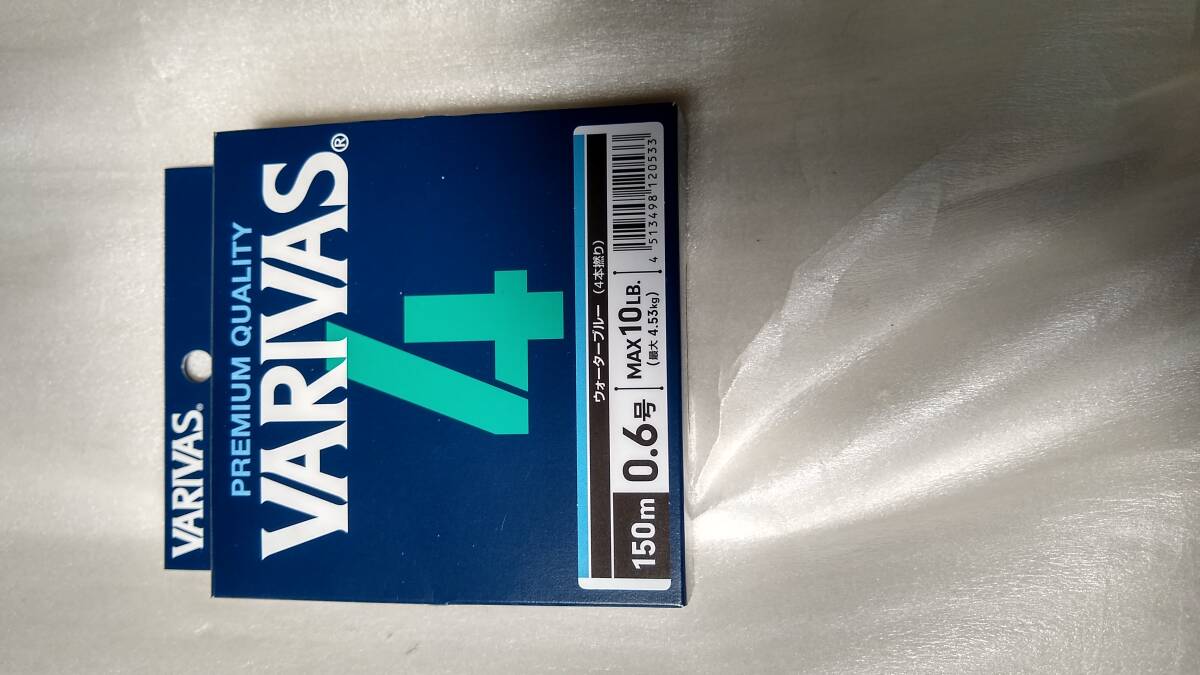 VARIVAS®
PREMIUM QUALITY
VARIVAS®
4
ウォーターブルー (4本撚り)
150m 0.6号 MAX10LB.
(最大 4.53kg)
4 513498 120533